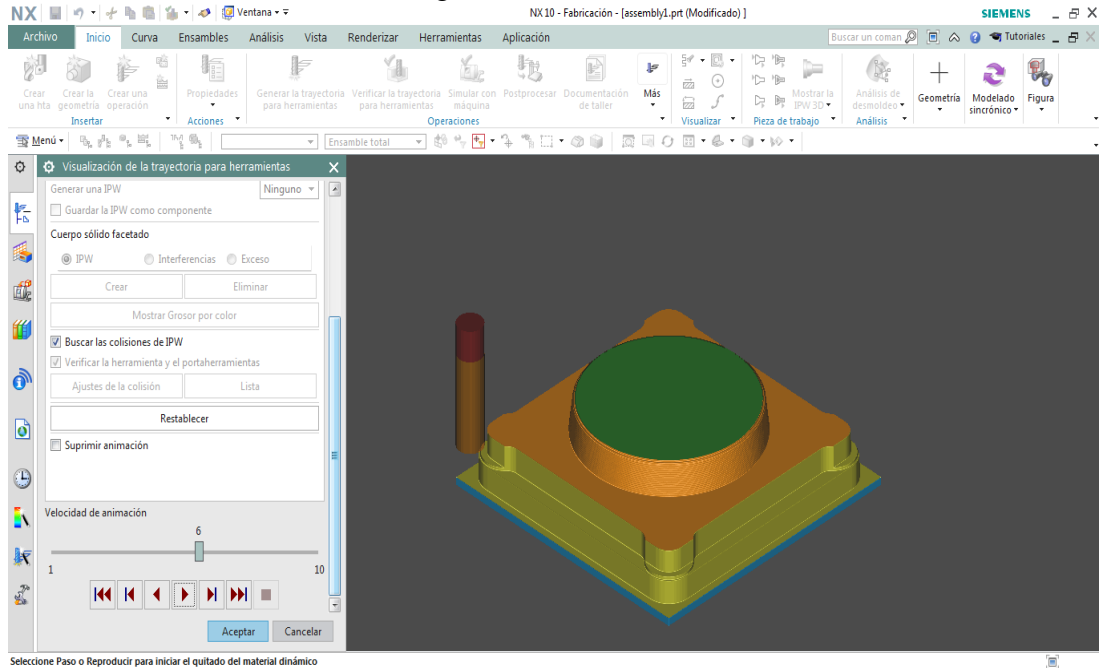 NX
Ventana
NX 10 - Fabricación - [assembly1.prt (Modificado) ]
SIEMENS
Archivo Inicio Curva Ensambles Análisis Vista Renderizar Herramientas Aplicación
Buscar un coman
Tutoriales
Crear una hta
Crear la geometría
Crear una operación
Propiedades
Generar la trayectoria para herramientas
Verificar la trayectoria para herramientas
Simular con máquina
Postprocesar
Documentación de taller
Más
Mostrar la IPW 3D
Análisis de desmoldeo
Geometría
Modelado sincrónico
Figura
Insertar
Acciones
Operaciones
Visualizar
Pieza de trabajo
Análisis
Menú
Ensamble total
Visualización de la trayectoria para herramientas X
Generar una IPW Ninguno
Guardar la IPW como componente
Cuerpo sólido facetado
IPW Interferencias Exceso
Crear Eliminar
Mostrar Grosor por color
Buscar las colisiones de IPW
Verificar la herramienta y el portaherramientas
Ajustes de la colisión Lista
Restablecer
Suprimir animación
Velocidad de animación
6
1 10
Aceptar Cancelar
Seleccione Paso o Reproducir para iniciar el quitado del material dinámico